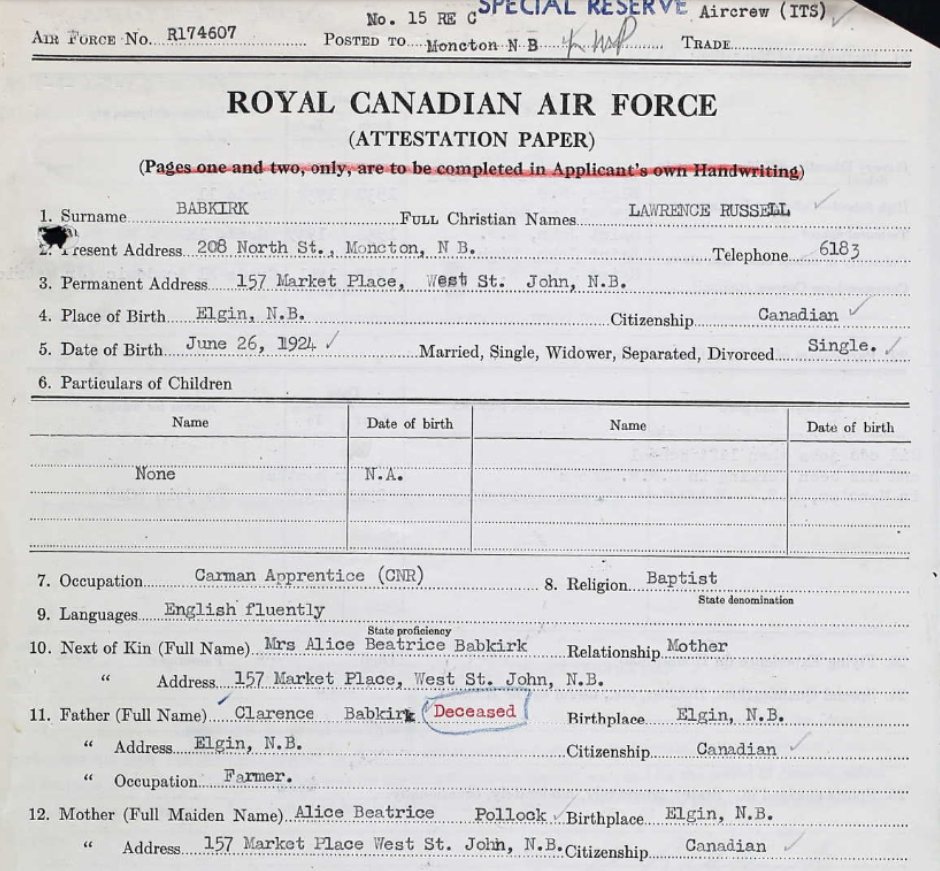 No. 15 RE C SPECIAL RESERVE Aircrew (ITS)
AIR FORCE NO. R174607 POSTED TO Moncton N B TRADE
ROYAL CANADIAN AIR FORCE
(ATTESTATION PAPER)
(Pages one and two, only, are to be completed in Applicant's own Handwriting)
1. Surname BABKIRK FULL Christian Names LAWRENCE RUSSELL
2. Present Address 208 North St., Moncton, N B. Telephone 6183
3. Permanent Address 157 Market Place, West St. John, N.B.
4. Place of Birth Elgin, N.B. Citizenship Canadian
5. Date of Birth June 26, 1924 Married, Single, Widower, Separated, Divorced Single.
6. Particulars of Children
Name Date of birth Name Date of birth
None N.A.
7. Occupation Carman Apprentice (CNR) 8. Religion Baptist
State denomination
9. Languages English fluently
State proficiency
10. Next of Kin (Full Name) Mrs Alice Beatrice Babkirk Relationship Mother
" Address 157 Market Place, West St. John, N.B.
11. Father (Full Name) Clarence Babkirk Deceased Birthplace Elgin, N.B.
" Address Elgin, N.B. Citizenship Canadian
" Occupation Farmer.
12. Mother (Full Maiden Name) Alice Beatrice Pollock Birthplace Elgin, N.B.
" Address 157 Market Place West St. John, N.B. Citizenship Canadian